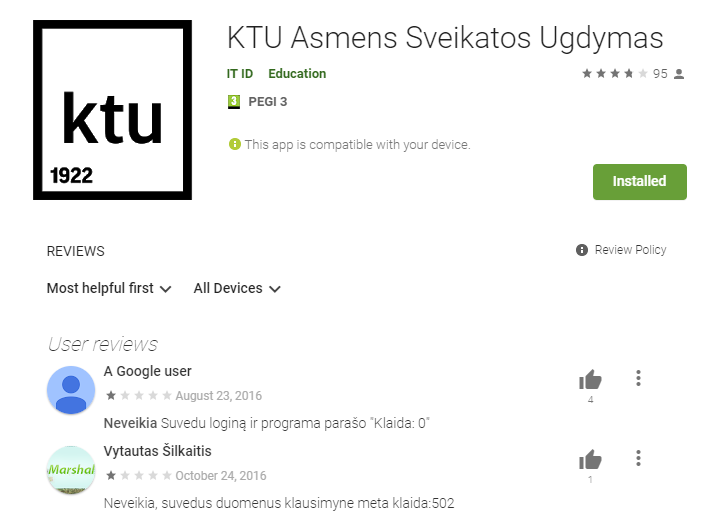 ktu
1922
KTU Asmens Sveikatos Ugdymas
IT ID Education
95
3 PEGI 3
This app is compatible with your device.
Installed
REVIEWS
Review Policy
Most helpful first All Devices
User reviews
A Google user
August 23, 2016
4
Neveikia Suvedu loginą ir programa parašo "Klaida: 0"
Vytautas Šilkaitis
Marshal
October 24, 2016
1
Neveikia, suvedus duomenus klausimyne meta klaida:502